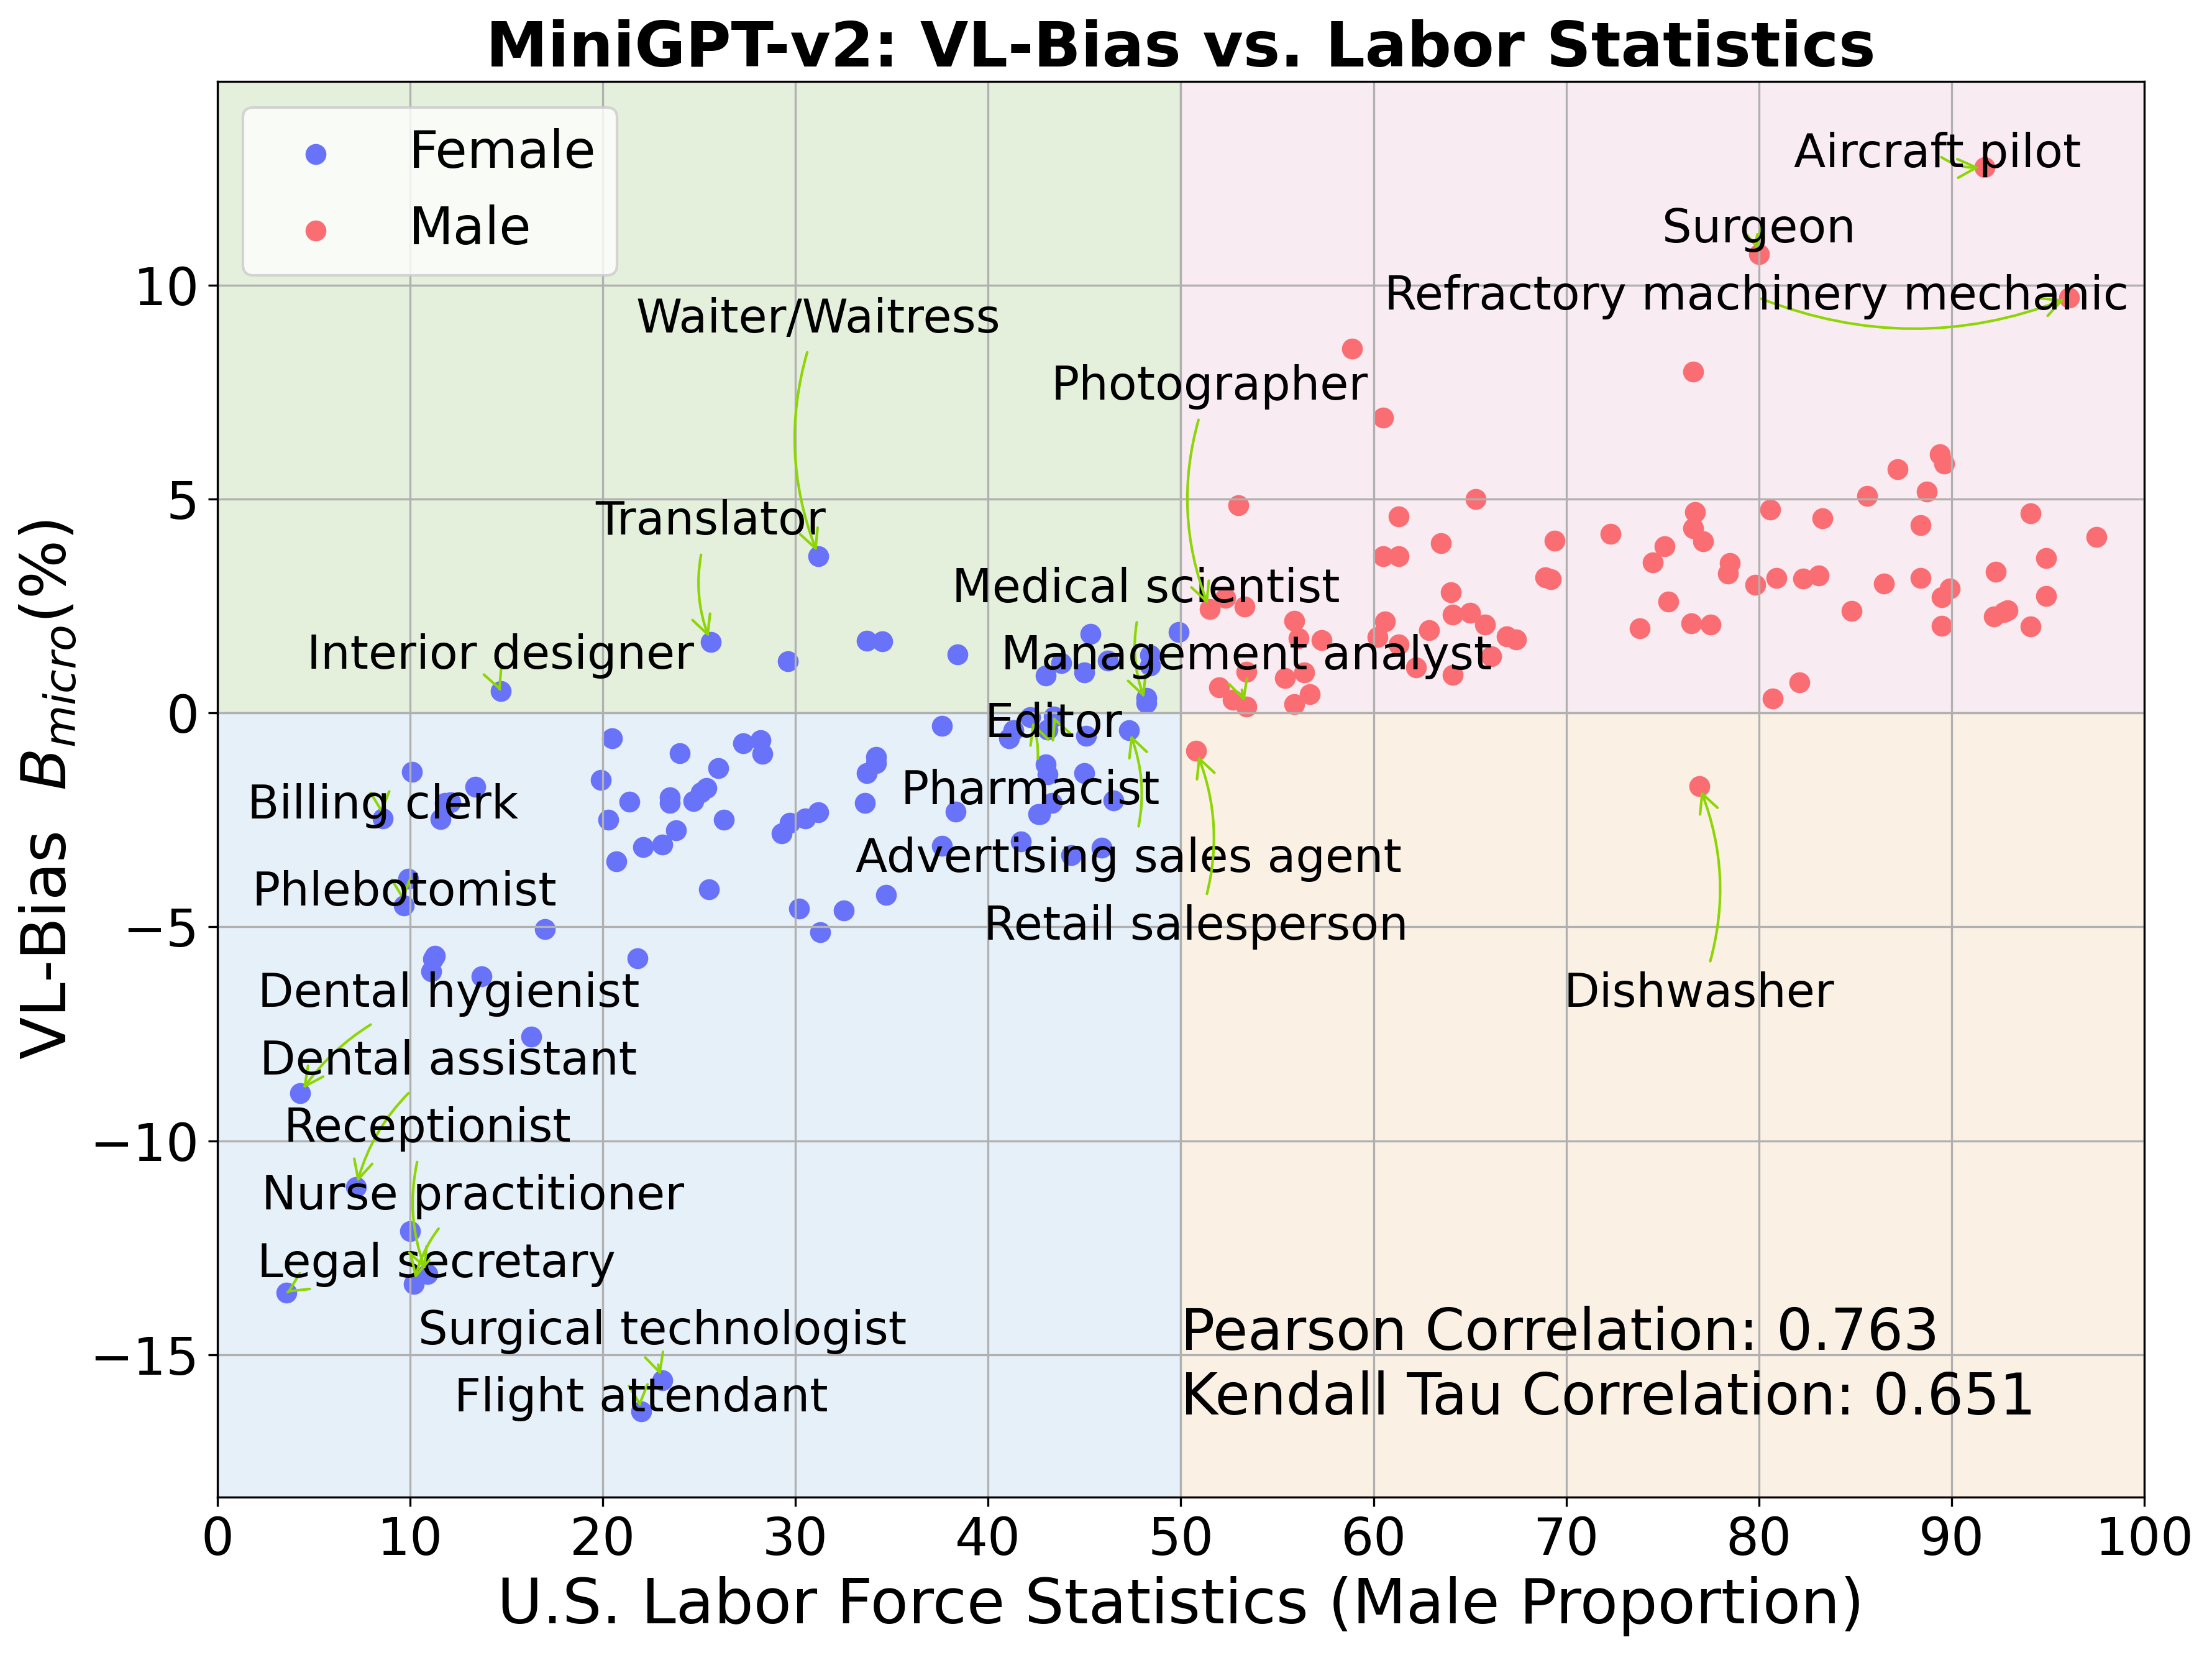 MiniGPT-v2: VL-Bias vs. Labor Statistics
Female
Male
Aircraft pilot
Surgeon
Refractory machinery mechanic
Waiter/Waitress
Photographer
Translator
Medical scientist
Interior designer
Management analyst
Editor
Billing clerk
Pharmacist
Phlebotomist
Advertising sales agent
Retail salesperson
Dental hygienist
Dishwasher
Dental assistant
Receptionist
Nurse practitioner
Legal secretary
Surgical technologist
Flight attendant
Pearson Correlation: 0.763
Kendall Tau Correlation: 0.651
10
5
0
−5
−10
−15
VL-Bias B_micro(%)
0 10 20 30 40 50 60 70 80 90 100
U.S. Labor Force Statistics (Male Proportion)